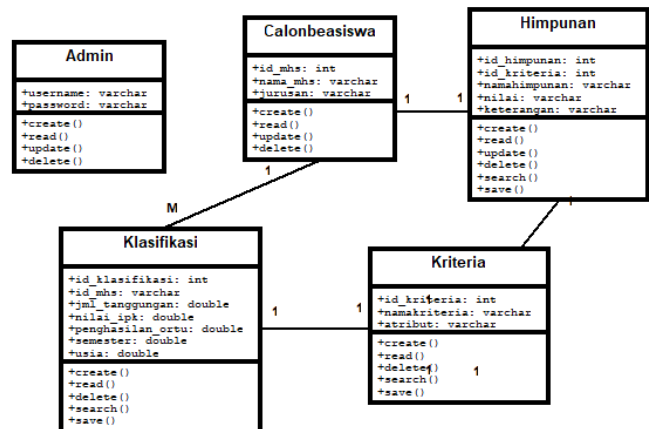 Admin
+username: varchar
+password: varchar
+create()
+read()
+update()
+delete()
Calonbeasiswa
+id_mhs: int
+nama_mhs: varchar
+jurusan: varchar
+create()
+read()
+update()
+delete()
1
1
Himpunan
+id_himpunan: int
+id_kriteria: int
+namahimpunan: varchar
+nilai: varchar
+keterangan: varchar
+create()
+read()
+update()
+delete()
+search()
+save()
1
M
1
Klasifikasi
+id_klasifikasi: int
+id_mhs: varchar
+jml_tanggungan: double
+nilai_ipk: double
+penghasilan_ortu: double
+semester: double
+usia: double
+create()
+read()
+delete()
+search()
+save()
1
1
Kriteria
+id_kriteria: int
1
+namakriteria: varchar
+atribut: varchar
+create()
+read()
+delete()
1
1
+search()
+save()